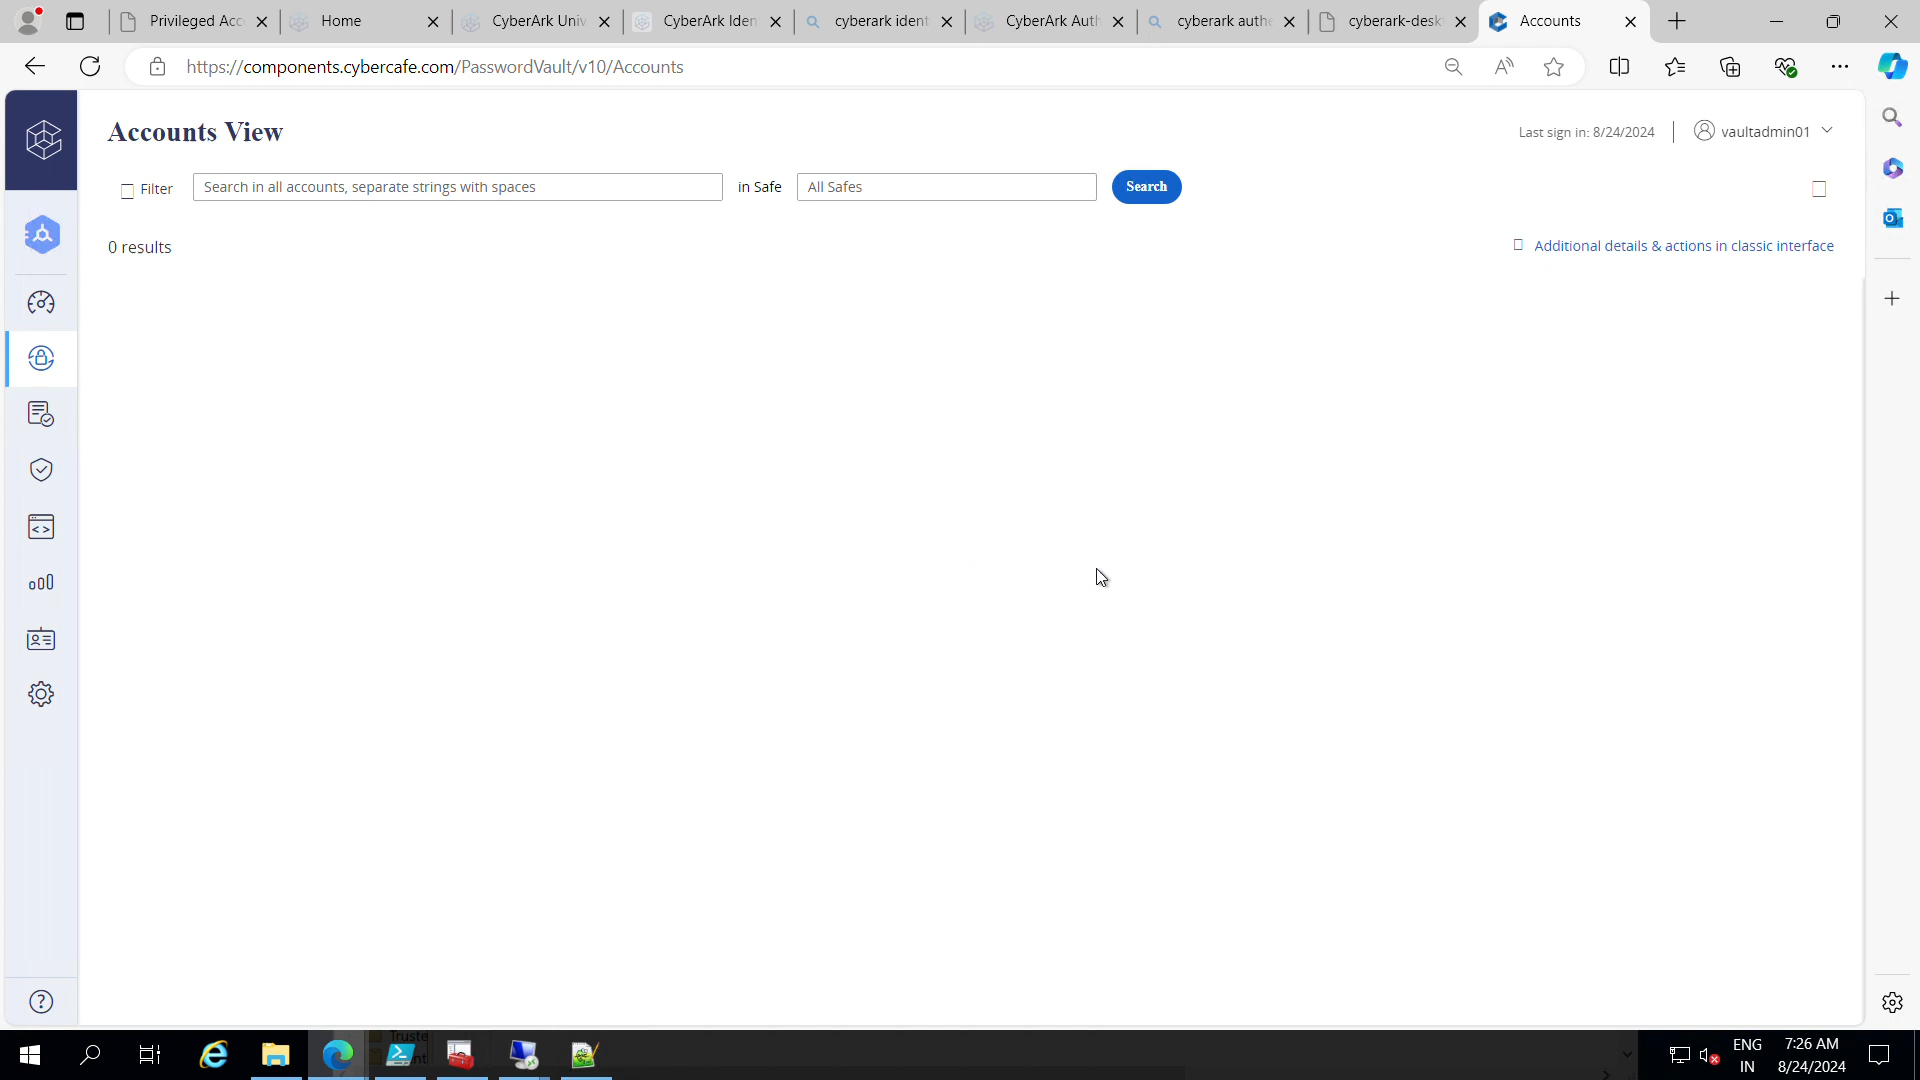 Privileged Acc
Home
CyberArk Univ
CyberArk Iden
cyberark ident
CyberArk Auth
cyberark authe
cyberark-desk
Accounts
https://components.cybercafe.com/PasswordVault/v10/Accounts
Accounts View
Last sign in: 8/24/2024
vaultadmin01
Filter
Search in all accounts, separate strings with spaces
in Safe
All Safes
Search
0 results
Additional details & actions in classic interface
Truste
ENG
IN
7:26 AM
8/24/2024